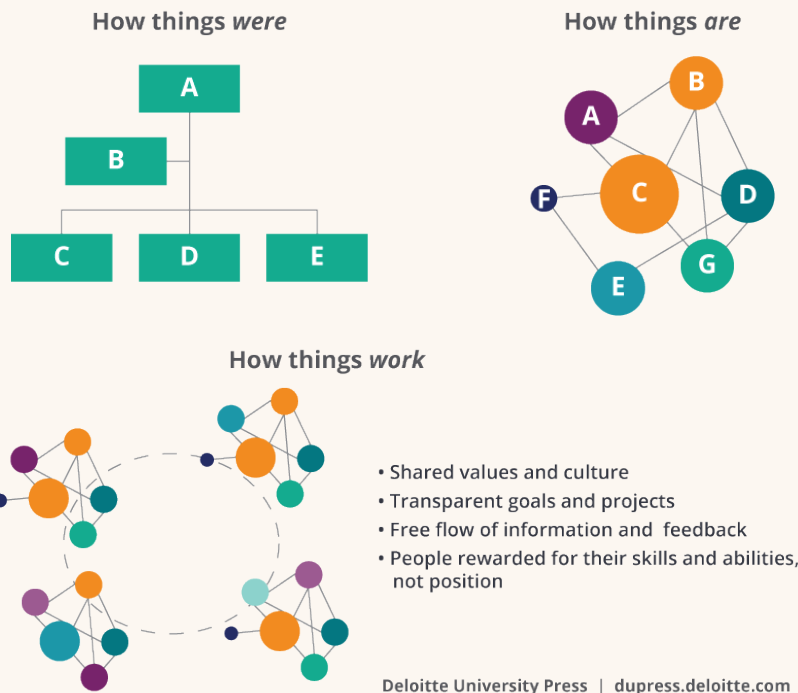 How things were
How things are
A
B
C
D
E
A
B
C
D
E
F
G
How things work
• Shared values and culture
• Transparent goals and projects
• Free flow of information and feedback
• People rewarded for their skills and abilities,
not position
Deloitte University Press | dupress.deloitte.com